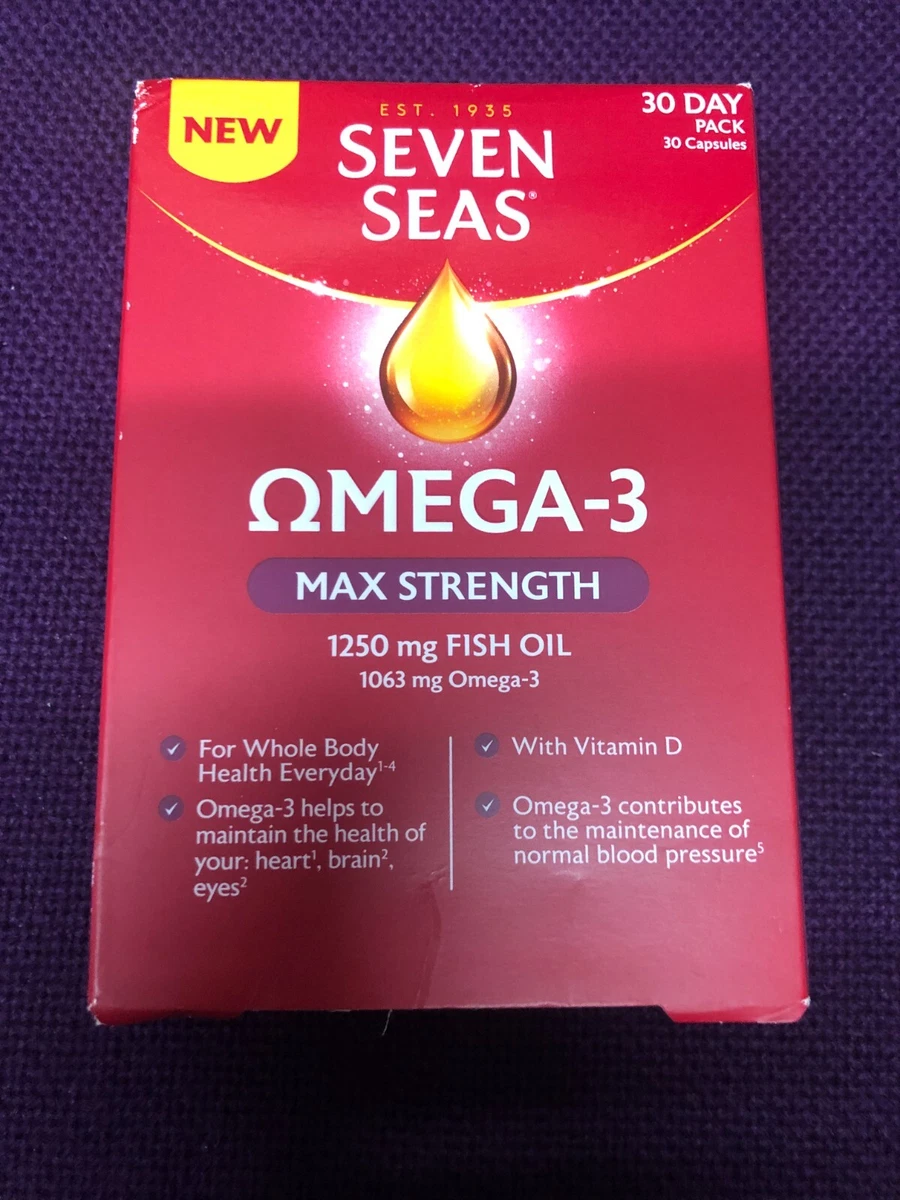 NEW
EST. 1935
SEVEN
SEAS®
30 DAY
PACK
30 Capsules
ΩMEGA-3
MAX STRENGTH
1250 mg FISH OIL
1063 mg Omega-3
For Whole Body
Health Everyday¹⁻⁴
Omega-3 helps to
maintain the health of
your: heart¹, brain²,
eyes²
With Vitamin D
Omega-3 contributes
to the maintenance of
normal blood pressure⁵